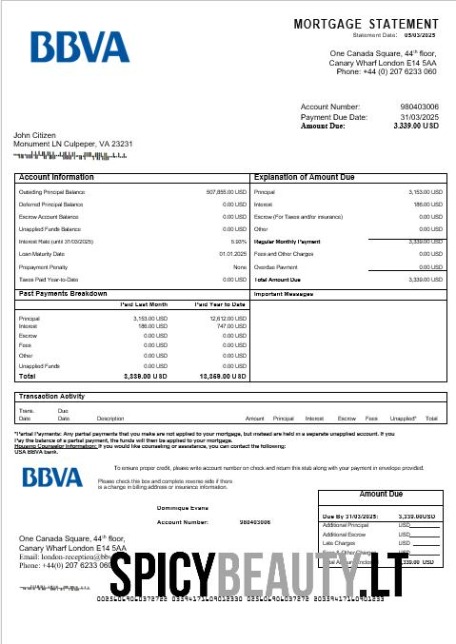 BBVA
MORTGAGE STATEMENT
Statement Date: 05/03/2025
One Canada Square, 44th floor,
Canary Wharf London E14 5AA
Phone: +44 (0) 207 6233 060
Account Number: 980403006
Payment Due Date: 31/03/2025
Amount Due: 3,339.00 USD
John Citizen
Monument LN Culpeper, VA 23231
Account Information
Outsding Principal Balance 507,855.00 USD
Deferred Principal Balance 0.00 USD
Escrow Account Balance 0.00 USD
Unapplied Funds Balance 0.00 USD
Interest Rate (until 31/03/2025)
Loan Maturity Date 01.01.2025
Prepayment Penalty None
Taxes Paid Year-to-Date 0.00 USD
Explanation of Amount Due
Principal 3,153.00 USD
Interest 186.00 USD
Escrow (For Taxes and/or insurance) 0.00 USD
Other 0.00 USD
Regular Monthly Payment 3,339.00 USD
Fees and Other Charges 0.00 USD
Overdue Payment 0.00 USD
Total Amount Due 3,339.00 USD
Past Payments Breakdown
Paid Last Month Paid Year to Date
Principal 3,153.00 USD 12,612.00 USD
Interest 186.00 USD 747.00 USD
Escrow 0.00 USD 0.00 USD
Fees 0.00 USD 0.00 USD
Other 0.00 USD 0.00 USD
Unapplied Funds 0.00 USD 0.00 USD
Total 3,339.00 USD 13,359.00 USD
Important Messages
Transaction Activity
Trans. Due
Date Date Description Amount Principal Interest Escrow Fees Unapplied* Total
*Partial Payments: Any partial payments that you make are not applied to your mortgage, but instead are held in a separate unapplied account. If you
Pay the balance of a partial payment, the funds will then be applied to your mortgage.
Housing Counselor Information: If you would like counseling or assistance, you can contact the following:
USA BBVA bank.
BBVA
To ensure proper credit, please write account number on check and return this stub along with payment in envelope provided.
Please check this box and complete reverse side if there
is a change in billing address or insurance information.
Dominique Evans
Account Number: 980403006
Amount Due
Due By 31/03/2025: 3,339.00USD
Additional Principal USD
Additional Escrow USD
Late Charges USD
One Canada Square, 44th floor,
Canary Wharf London E14 5AA
Email: london-reception@
Phone: +44(0) 207 6233 060
SPICYBEAUTY.LT